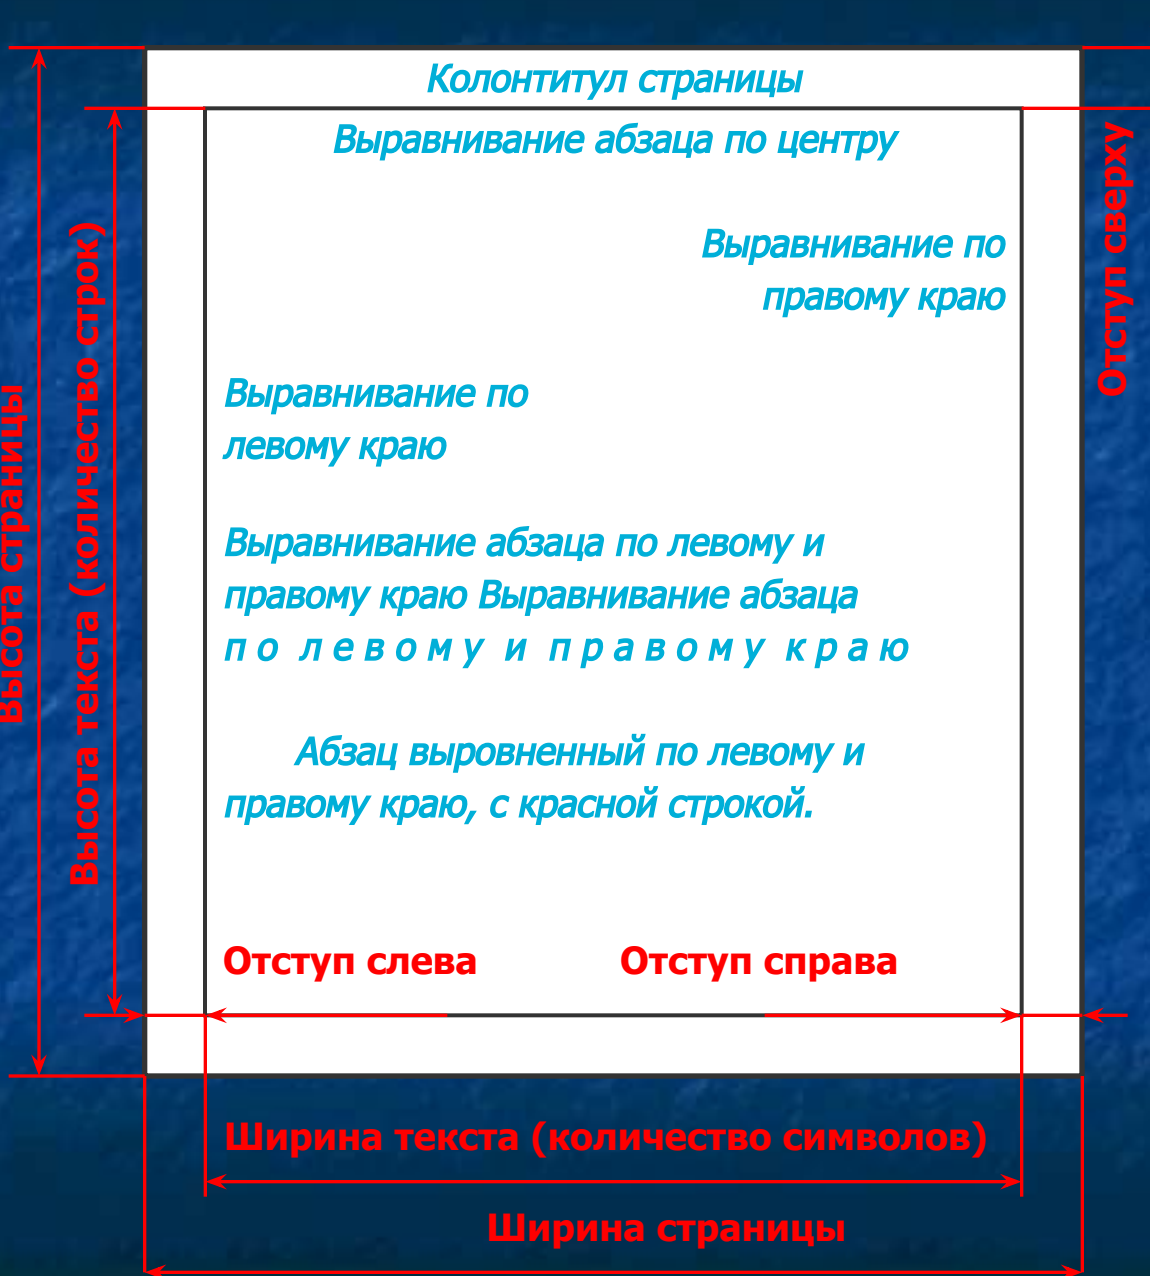 Колонтитул страницы
Выравнивание абзаца по центру
Выравнивание по
правому краю
Выравнивание по
левому краю
Выравнивание абзаца по левому и
правому краю Выравнивание абзаца
по левому и правому краю
Абзац выровненный по левому и
правому краю, с красной строкой.
Отступ слева
Отступ справа
Ширина текста (количество символов)
Ширина страницы
Высота страницы
Высота текста (количество строк)
Отступ сверху